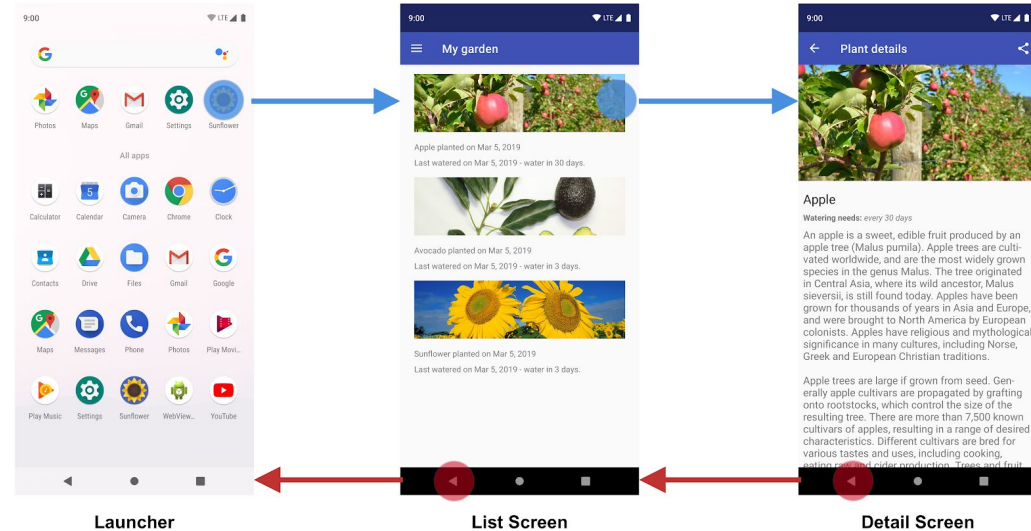 9:00
LTE
Photos
Maps
Gmail
Settings
Sunflower
All apps
Calculator
5
Calendar
Camera
Chrome
Clock
Contacts
Drive
Files
Gmail
Google
Maps
Messages
Phone
Photos
Play Movi...
Play Music
Settings
Sunflower
WebView...
YouTube
Launcher
9:00
LTE
My garden
Apple planted on Mar 5, 2019
Last watered on Mar 5, 2019 - water in 30 days.
Avocado planted on Mar 5, 2019
Last watered on Mar 5, 2019 - water in 3 days.
Sunflower planted on Mar 5, 2019
Last watered on Mar 5, 2019 - water in 3 days.
List Screen
9:00
LTE
Plant details
Apple
Watering needs: every 30 days
An apple is a sweet, edible fruit produced by an
apple tree (Malus pumila). Apple trees are culti-
vated worldwide, and are the most widely grown
species in the genus Malus. The tree originated
in Central Asia, where its wild ancestor, Malus
sieversii, is still found today. Apples have been
grown for thousands of years in Asia and Europe,
and were brought to North America by European
colonists. Apples have religious and mythological
significance in many cultures, including Norse,
Greek and European Christian traditions.
Apple trees are large if grown from seed. Gen-
erally apple cultivars are propagated by grafting
onto rootstocks, which control the size of the
resulting tree. There are more than 7,500 known
cultivars of apples, resulting in a range of desired
characteristics. Different cultivars are bred for
various tastes and uses, including cooking,
eating raw and cider production. Trees and fruit
Detail Screen